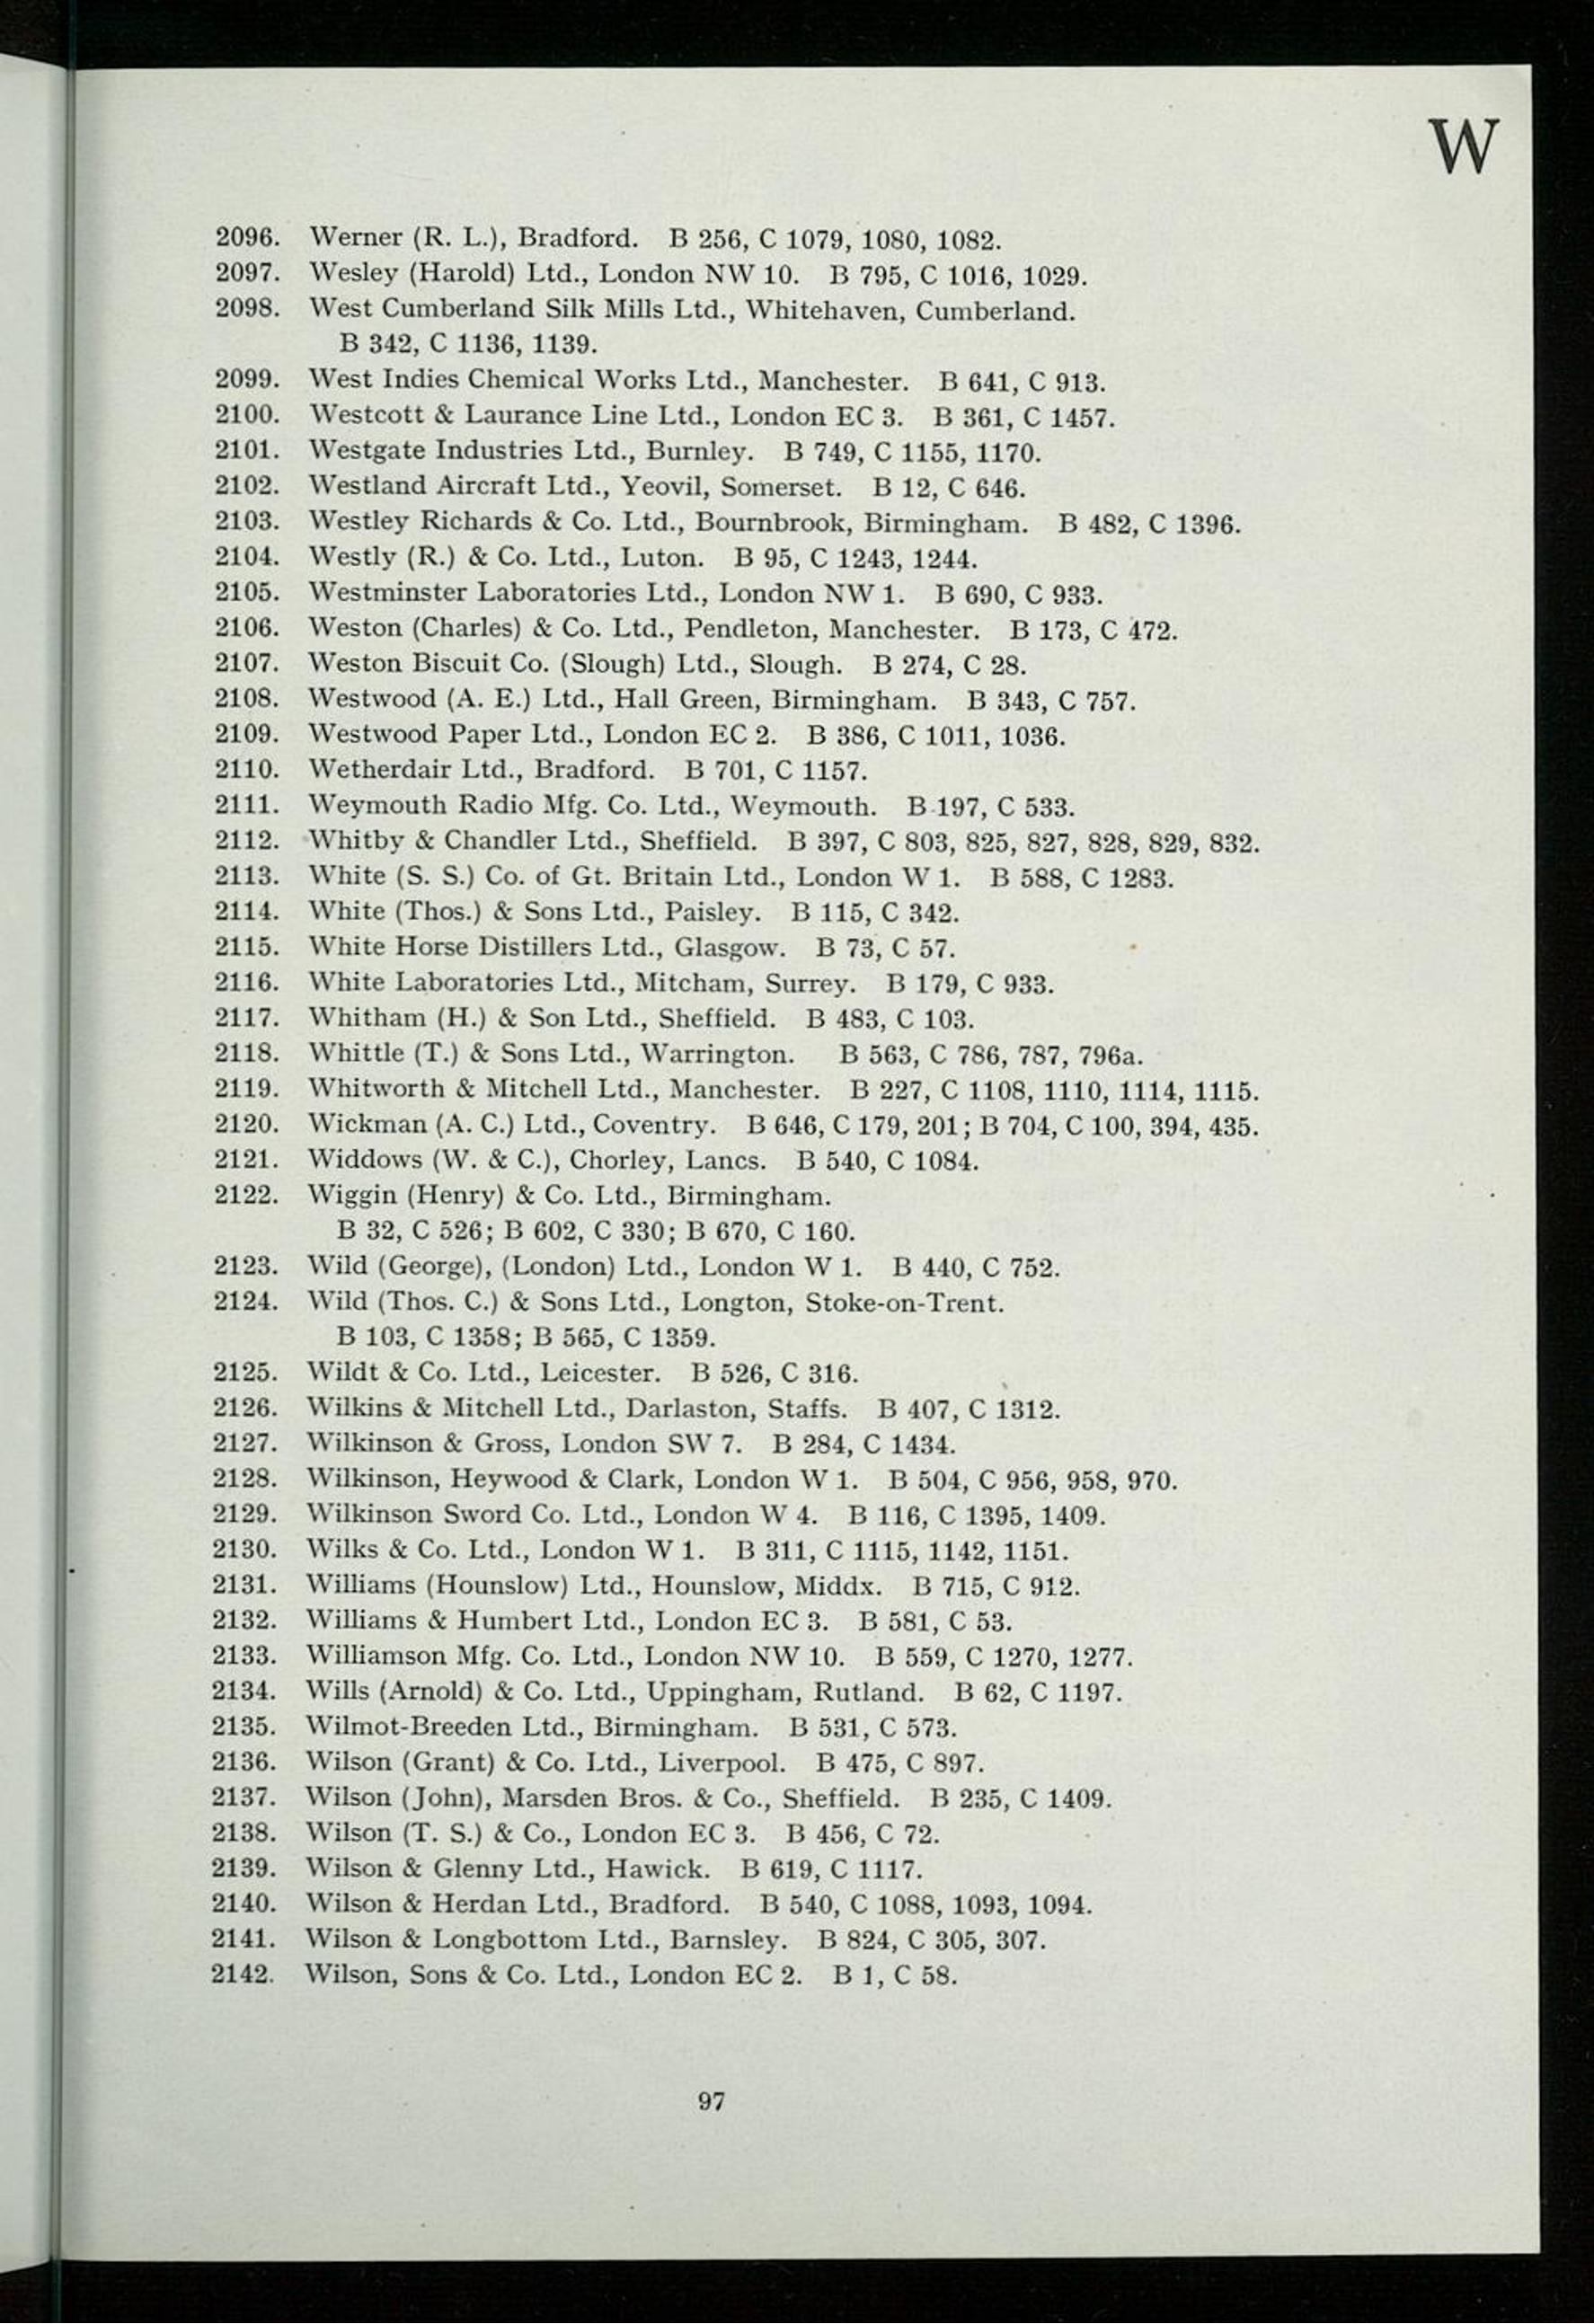 W
2096. Werner (R. L.), Bradford. B 256, C 1079, 1080, 1082.
2097. Wesley (Harold) Ltd., London NW 10. B 795, C 1016, 1029.
2098. West Cumberland Silk Mills Ltd., Whitehaven, Cumberland.
B 342, C 1136, 1139.
2099. West Indies Chemical Works Ltd., Manchester. B 641, C 913.
2100. Westcott & Laurance Line Ltd., London EC 3. B 361, C 1457.
2101. Westgate Industries Ltd., Burnley. B 749, C 1155, 1170.
2102. Westland Aircraft Ltd., Yeovil, Somerset. B 12, C 646.
2103. Westley Richards & Co. Ltd., Bournbrook, Birmingham. B 482, C 1396.
2104. Westly (R.) & Co. Ltd., Luton. B 95, C 1243, 1244.
2105. Westminster Laboratories Ltd., London NW 1. B 690, C 933.
2106. Weston (Charles) & Co. Ltd., Pendleton, Manchester. B 173, C 472.
2107. Weston Biscuit Co. (Slough) Ltd., Slough. B 274, C 28.
2108. Westwood (A. E.) Ltd., Hall Green, Birmingham. B 343, C 757.
2109. Westwood Paper Ltd., London EC 2. B 386, C 1011, 1036.
2110. Wetherdair Ltd., Bradford. B 701, C 1157.
2111. Weymouth Radio Mfg. Co. Ltd., Weymouth. B 197, C 533.
2112. Whitby & Chandler Ltd., Sheffield. B 397, C 803, 825, 827, 828, 829, 832.
2113. White (S. S.) Co. of Gt. Britain Ltd., London W 1. B 588, C 1283.
2114. White (Thos.) & Sons Ltd., Paisley. B 115, C 342.
2115. White Horse Distillers Ltd., Glasgow. B 73, C 57.
2116. White Laboratories Ltd., Mitcham, Surrey. B 179, C 933.
2117. Whitham (H.) & Son Ltd., Sheffield. B 483, C 103.
2118. Whittle (T.) & Sons Ltd., Warrington. B 563, C 786, 787, 796a.
2119. Whitworth & Mitchell Ltd., Manchester. B 227, C 1108, 1110, 1114, 1115.
2120. Wickman (A. C.) Ltd., Coventry. B 646, C 179, 201; B 704, C 100, 394, 435.
2121. Widdows (W. & C.), Chorley, Lancs. B 540, C 1084.
2122. Wiggin (Henry) & Co. Ltd., Birmingham.
B 32, C 526; B 602, C 330; B 670, C 160.
2123. Wild (George), (London) Ltd., London W 1. B 440, C 752.
2124. Wild (Thos. C.) & Sons Ltd., Longton, Stoke-on-Trent.
B 103, C 1358; B 565, C 1359.
2125. Wildt & Co. Ltd., Leicester. B 526, C 316.
2126. Wilkins & Mitchell Ltd., Darlaston, Staffs. B 407, C 1312.
2127. Wilkinson & Gross, London SW 7. B 284, C 1434.
2128. Wilkinson, Heywood & Clark, London W 1. B 504, C 956, 958, 970.
2129. Wilkinson Sword Co. Ltd., London W 4. B 116, C 1395, 1409.
2130. Wilks & Co. Ltd., London W 1. B 311, C 1115, 1142, 1151.
2131. Williams (Hounslow) Ltd., Hounslow, Middx. B 715, C 912.
2132. Williams & Humbert Ltd., London EC 3. B 581, C 53.
2133. Williamson Mfg. Co. Ltd., London NW 10. B 559, C 1270, 1277.
2134. Wills (Arnold) & Co. Ltd., Uppingham, Rutland. B 62, C 1197.
2135. Wilmot-Breeden Ltd., Birmingham. B 531, C 573.
2136. Wilson (Grant) & Co. Ltd., Liverpool. B 475, C 897.
2137. Wilson (John), Marsden Bros. & Co., Sheffield. B 235, C 1409.
2138. Wilson (T. S.) & Co., London EC 3. B 456, C 72.
2139. Wilson & Glenny Ltd., Hawick. B 619, C 1117.
2140. Wilson & Herdan Ltd., Bradford. B 540, C 1088, 1093, 1094.
2141. Wilson & Longbottom Ltd., Barnsley. B 824, C 305, 307.
2142. Wilson, Sons & Co. Ltd., London EC 2. B 1, C 58.
97